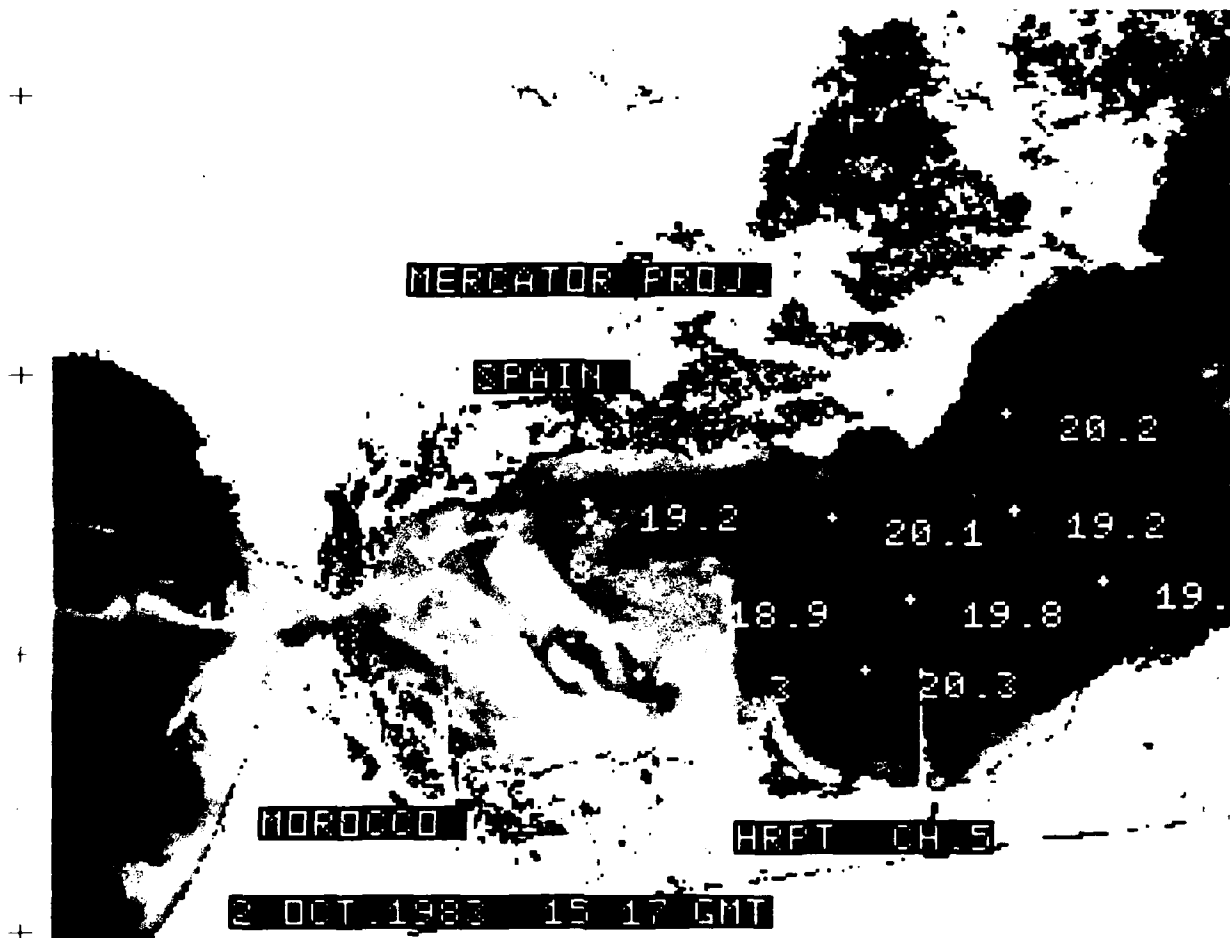 MERCATOR PROJ.
SPAIN
20.2
19.2
20.1
19.2
18.9
19.8
19.
3
20.3
MOROCCO
HRPT CH.5
2 OCT.1983 15 17 GMT